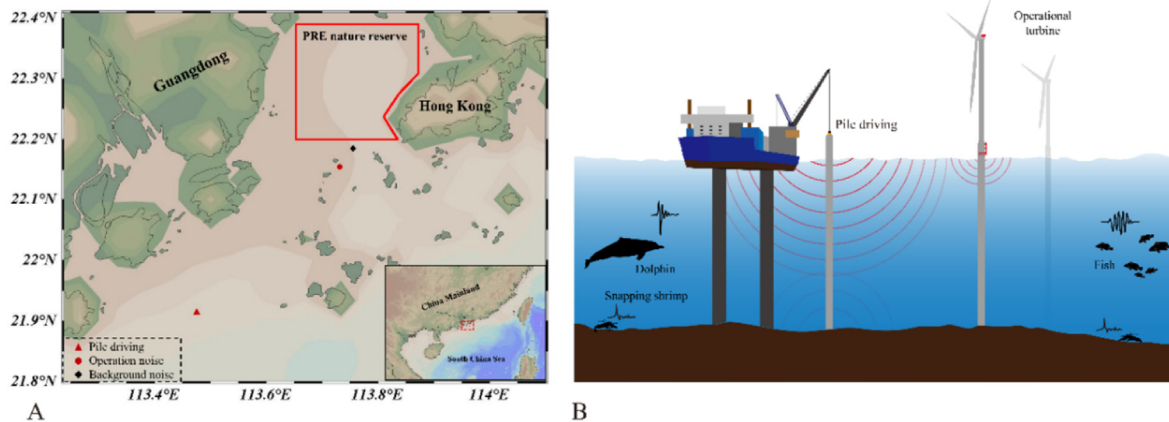 22.4°N
22.3°N
22.2°N
22.1°N
22°N
21.9°N
21.8°N
113.4°E
113.6°E
113.8°E
114°E
PRE nature reserve
Guangdong
Hong Kong
China Mainland
South China Sea
Pile driving
Operation noise
Background noise
A
Operational
turbine
Pile driving
Dolphin
Fish
Snapping shrimp
B